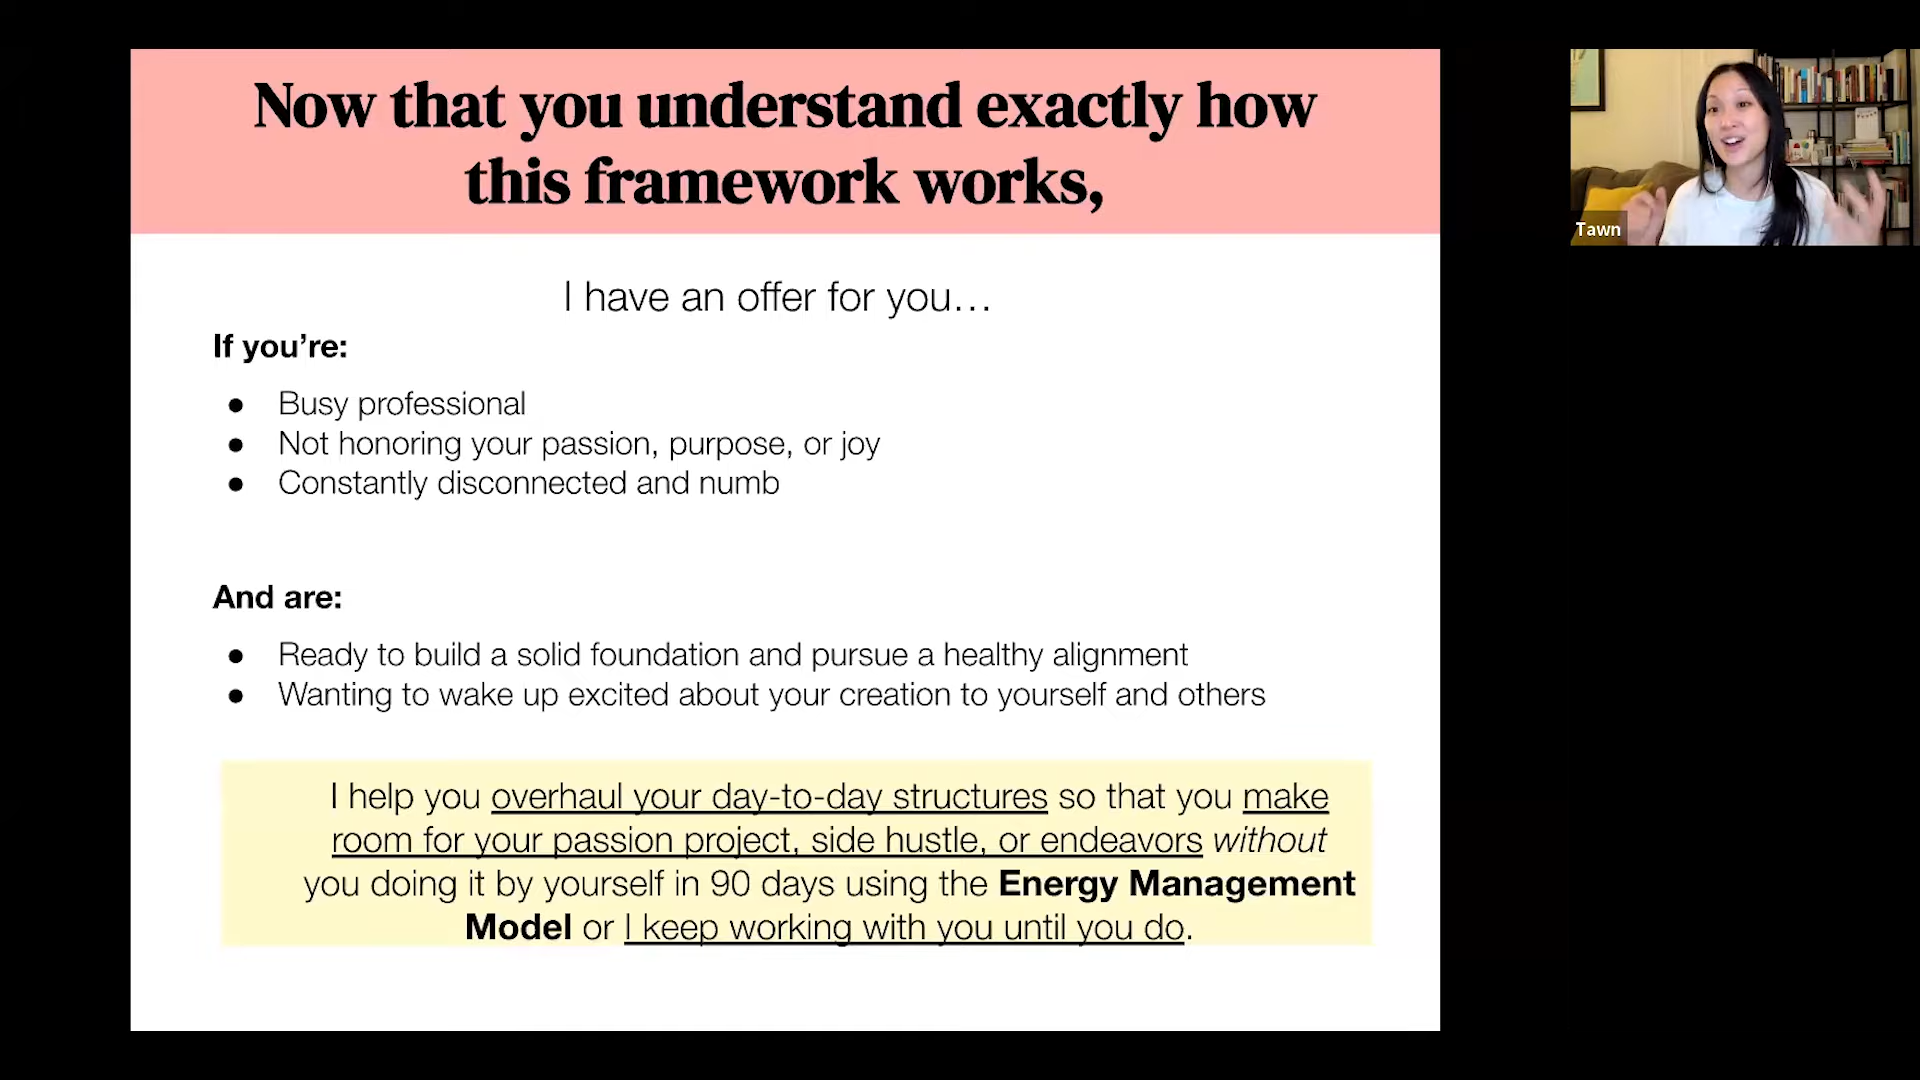 Now that you understand exactly how
this framework works,
I have an offer for you…
If you’re:
● Busy professional
● Not honoring your passion, purpose, or joy
● Constantly disconnected and numb
And are:
● Ready to build a solid foundation and pursue a healthy alignment
● Wanting to wake up excited about your creation to yourself and others
I help you overhaul your day-to-day structures so that you make
room for your passion project, side hustle, or endeavors without
you doing it by yourself in 90 days using the Energy Management
Model or I keep working with you until you do.
Tawn